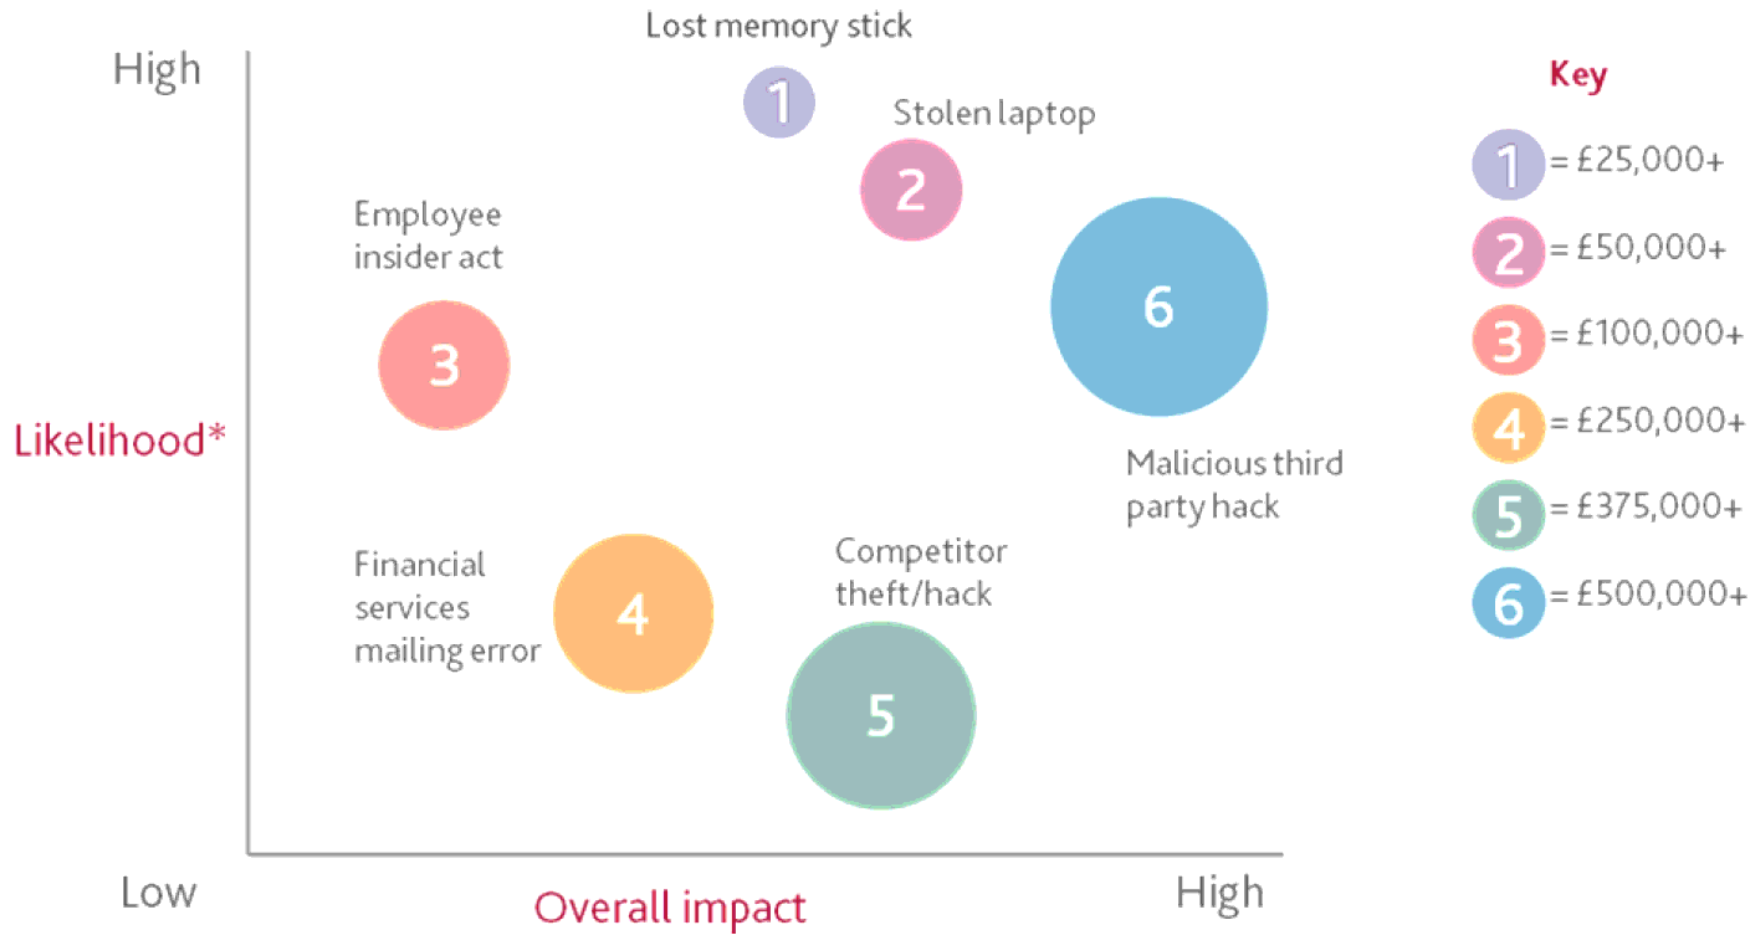 Lost memory stick
High
1
Stolen laptop
2
Employee
insider act
3
6
Malicious third
party hack
Likelihood*
Financial
services
mailing error
4
Competitor
theft/hack
5
Low
Overall impact
High
Key
1 = £25,000+
2 = £50,000+
3 = £100,000+
4 = £250,000+
5 = £375,000+
6 = £500,000+